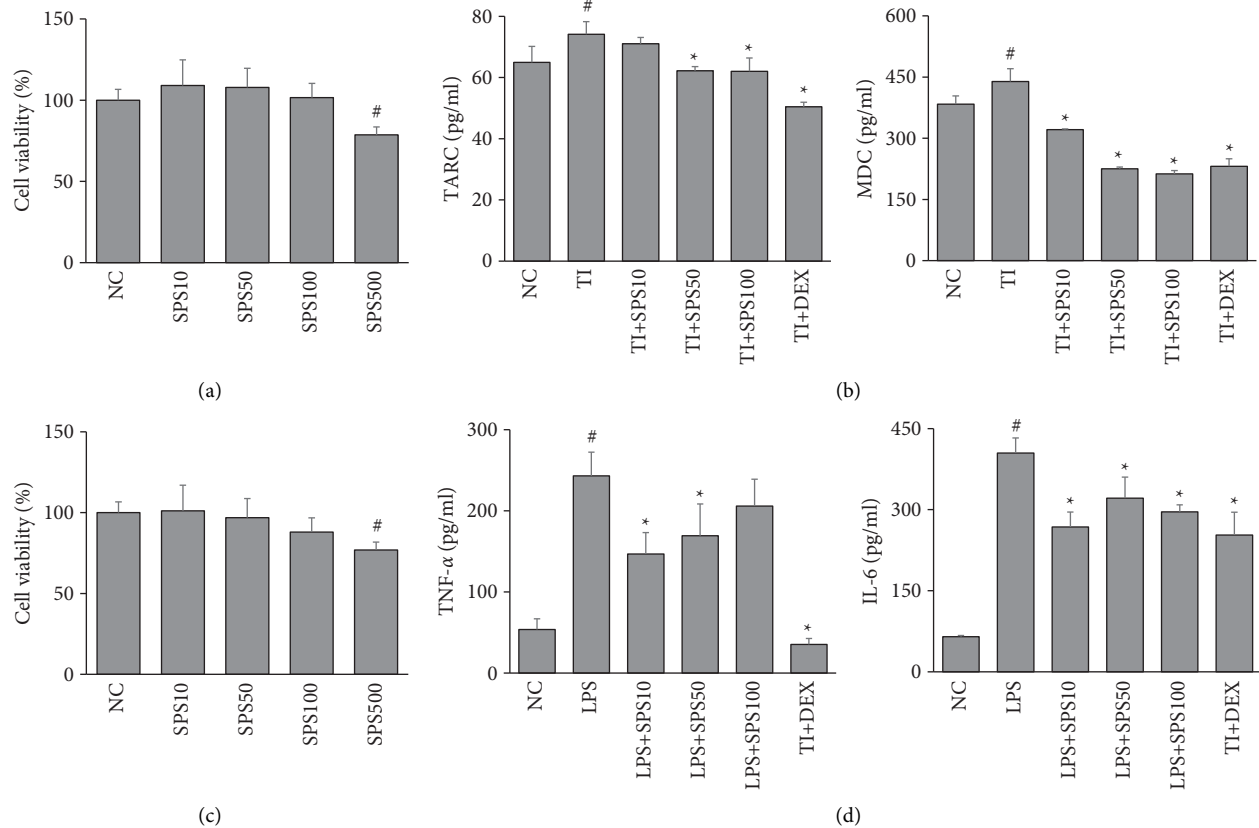 150
100
50
0
Cell viability (%)
#
NC
SPS10
SPS50
SPS100
SPS500
(a)
80
60
40
20
0
TARC (pg/ml)
#
*
*
*
NC
TI
TI+SPS10
TI+SPS50
TI+SPS100
TI+DEX
600
450
300
150
0
MDC (pg/ml)
#
*
*
*
*
NC
TI
TI+SPS10
TI+SPS50
TI+SPS100
TI+DEX
(b)
150
100
50
0
Cell viability (%)
#
NC
SPS10
SPS50
SPS100
SPS500
(c)
300
200
100
0
TNF-α (pg/ml)
#
*
*
*
NC
LPS
LPS+SPS10
LPS+SPS50
LPS+SPS100
TI+DEX
450
300
150
0
IL-6 (pg/ml)
#
*
*
*
*
NC
LPS
LPS+SPS10
LPS+SPS50
LPS+SPS100
TI+DEX
(d)